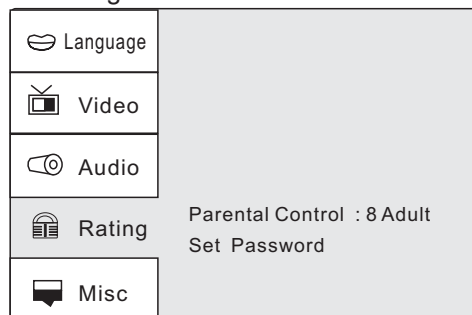 Language
Video
Audio
Rating
Parental Control : 8 Adult
Set Password
Misc